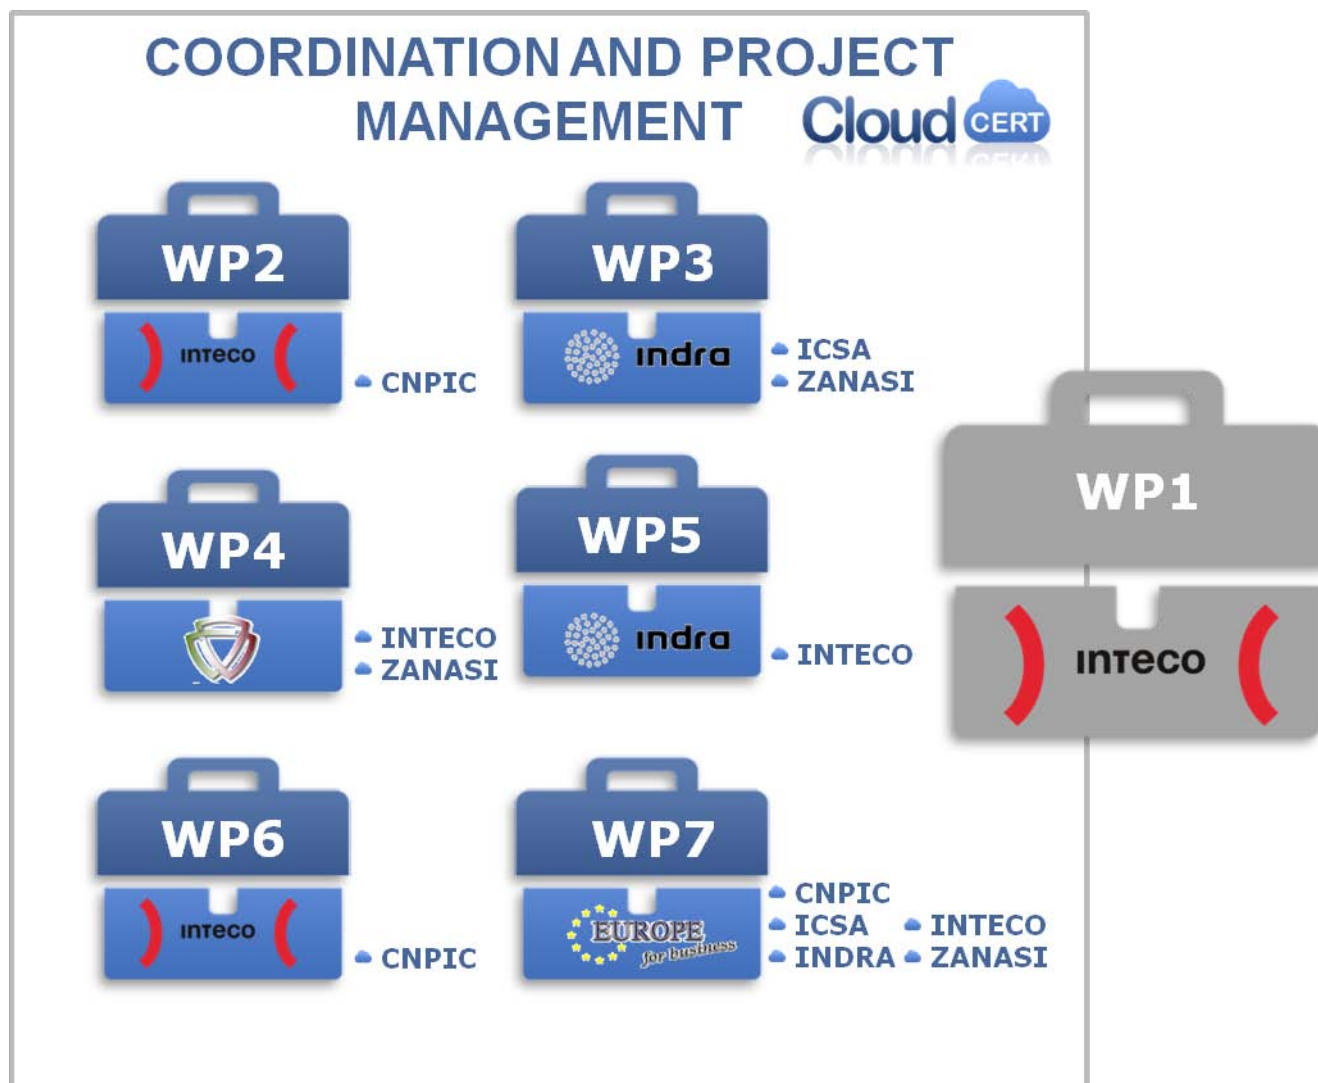 COORDINATION AND PROJECT
MANAGEMENT
Cloud CERT
WP2
INTECO
CNPIC
WP3
indra
ICSA
ZANASI
WP1
INTECO
WP4
INTECO
ZANASI
WP5
indra
INTECO
WP6
INTECO
CNPIC
WP7
EUROPE
for business
CNPIC
ICSA INTECO
INDRA ZANASI